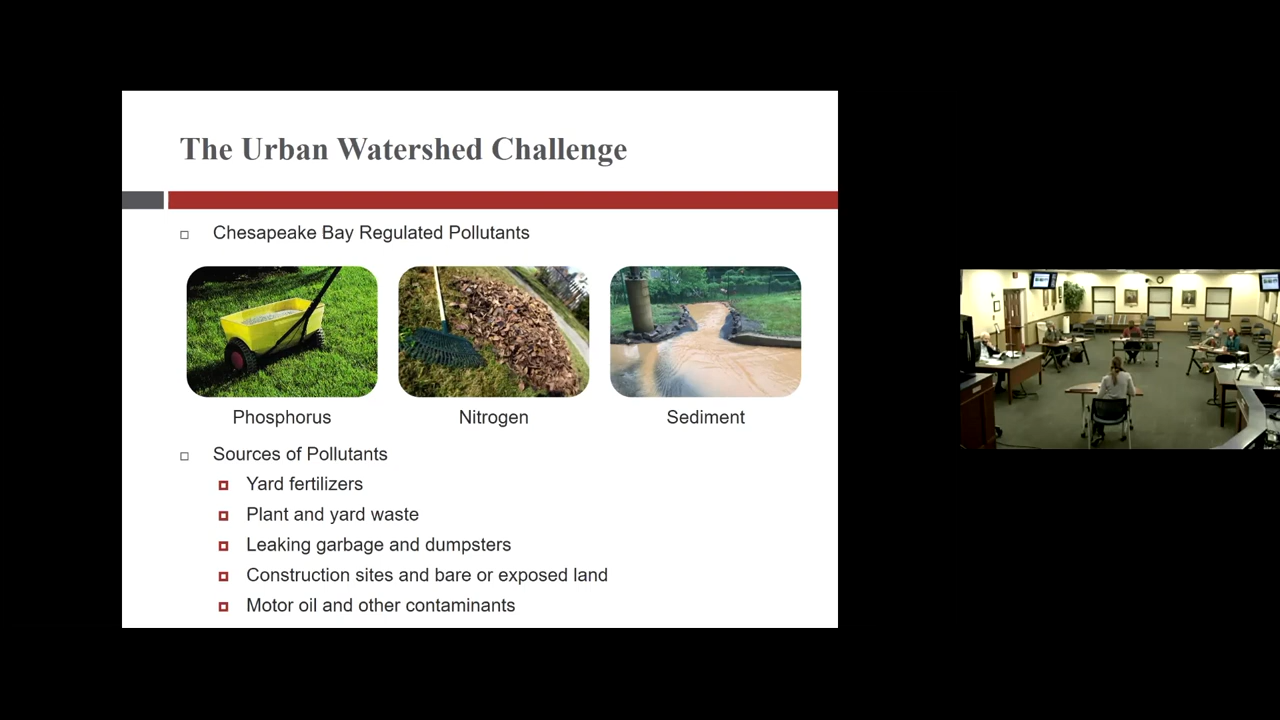 The Urban Watershed Challenge
Chesapeake Bay Regulated Pollutants
Phosphorus
Nitrogen
Sediment
Sources of Pollutants
Yard fertilizers
Plant and yard waste
Leaking garbage and dumpsters
Construction sites and bare or exposed land
Motor oil and other contaminants